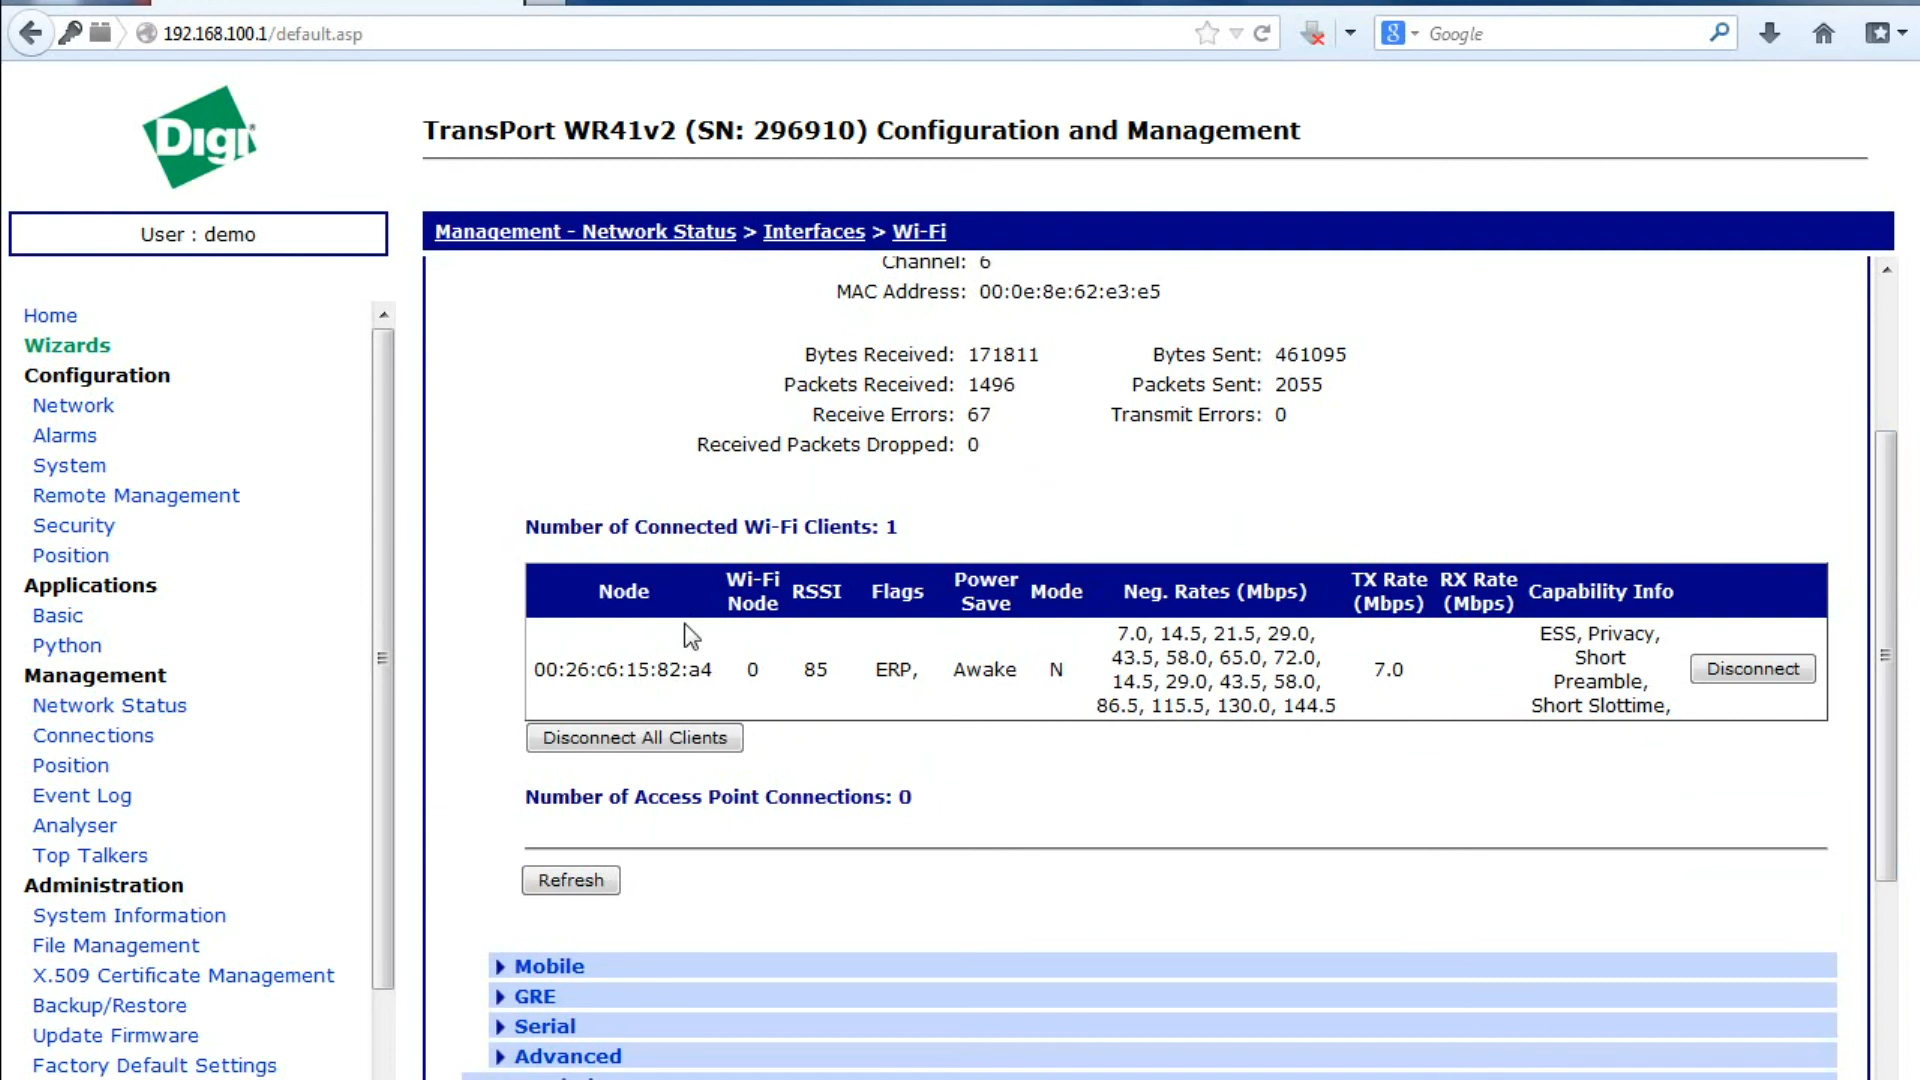 192.168.100.1/default.asp
Google
Digi
TransPort WR41v2 (SN: 296910) Configuration and Management
User : demo
Management - Network Status > Interfaces > Wi-Fi
Channel: 6
MAC Address: 00:0e:8e:62:e3:e5
Bytes Received: 171811 Bytes Sent: 461095
Packets Received: 1496 Packets Sent: 2055
Receive Errors: 67 Transmit Errors: 0
Received Packets Dropped: 0
Number of Connected Wi-Fi Clients: 1
Node Wi-Fi Node RSSI Flags Power Save Mode Neg. Rates (Mbps) TX Rate (Mbps) RX Rate (Mbps) Capability Info
00:26:c6:15:82:a4 0 85 ERP, Awake N
7.0, 14.5, 21.5, 29.0,
43.5, 58.0, 65.0, 72.0,
14.5, 29.0, 43.5, 58.0,
86.5, 115.5, 130.0, 144.5
7.0
ESS, Privacy,
Short
Preamble,
Short Slottime,
Disconnect
Disconnect All Clients
Number of Access Point Connections: 0
Refresh
Mobile
GRE
Serial
Advanced
Home
Wizards
Configuration
Network
Alarms
System
Remote Management
Security
Position
Applications
Basic
Python
Management
Network Status
Connections
Position
Event Log
Analyser
Top Talkers
Administration
System Information
File Management
X.509 Certificate Management
Backup/Restore
Update Firmware
Factory Default Settings